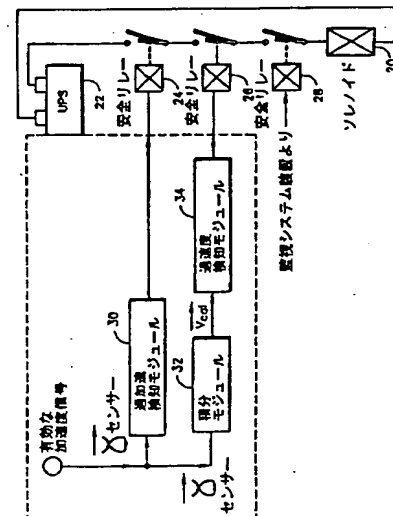 有効な
加速度信号
センサー
センサー
30
過加速
検知モジュール
32
積分
モジュール
Vcal
34
過速度
検知モジュール
UPS
22
安全リレー
24
安全リレー
26
安全リレー
28
監視システム装置より
ソレノイド
20